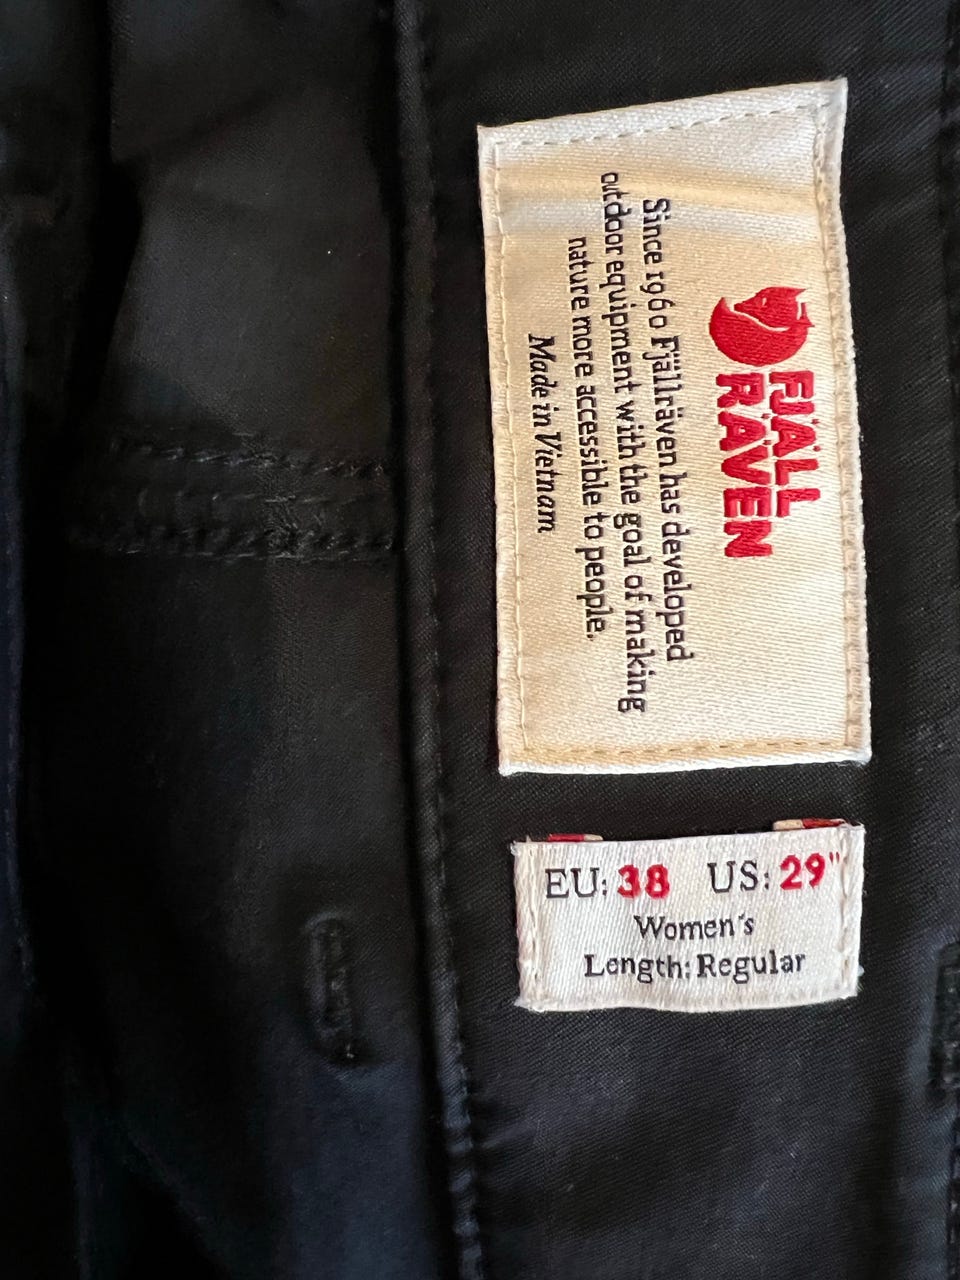 FJÄLL
RÄVEN
Since 1960 Fjällräven has developed
outdoor equipment with the goal of making
nature more accessible to people.
Made in Vietnam
EU: 38 US: 29"
Women's
Length: Regular